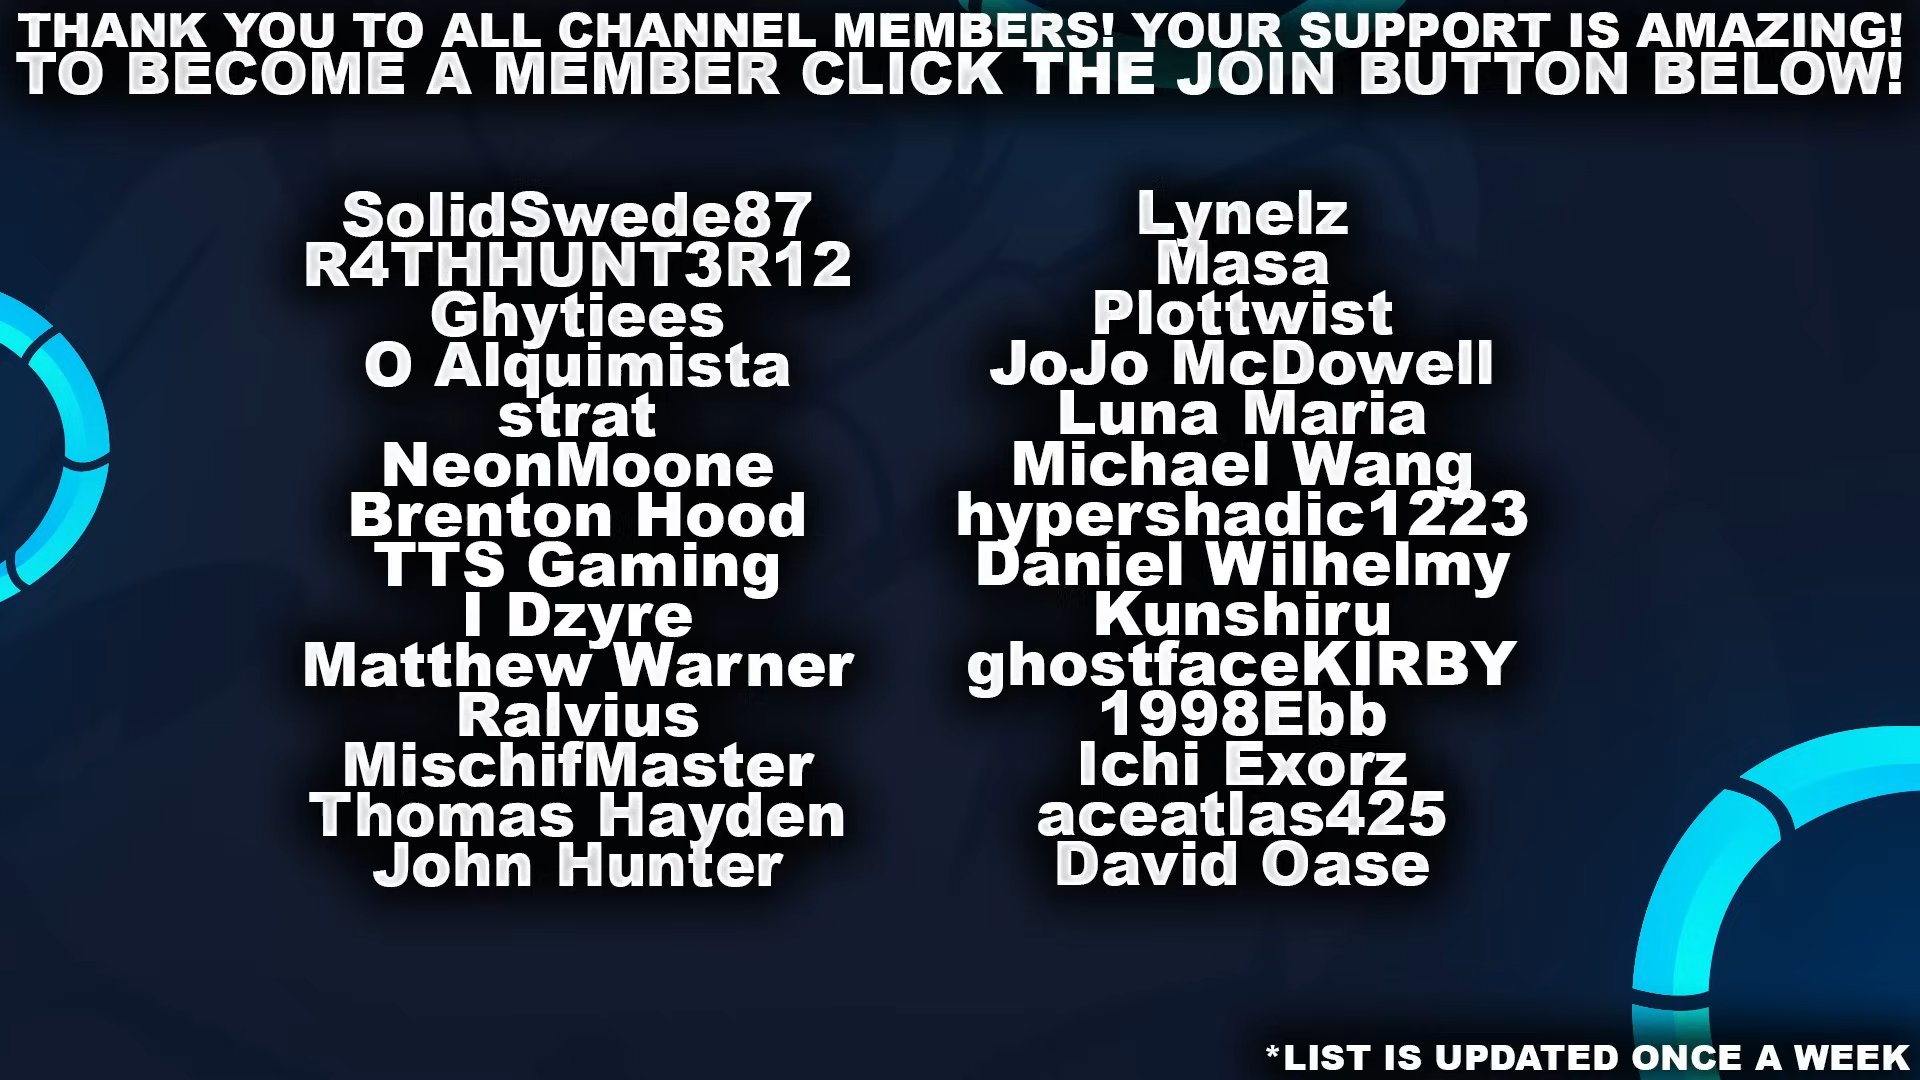 THANK YOU TO ALL CHANNEL MEMBERS! YOUR SUPPORT IS AMAZING!
TO BECOME A MEMBER CLICK THE JOIN BUTTON BELOW!
SolidSwede87
R4THHUNT3R12
Ghytiees
O Alquimista
strat
NeonMoone
Brenton Hood
TTS Gaming
I Dzyre
Matthew Warner
Ralvius
MischifMaster
Thomas Hayden
John Hunter
Lynelz
Masa
Plottwist
JoJo McDowell
Luna Maria
Michael Wang
hypershadic1223
Daniel Wilhelmy
Kunshiru
ghostfaceKIRBY
1998Ebb
Ichi Exorz
aceatlas425
David Oase
*LIST IS UPDATED ONCE A WEEK